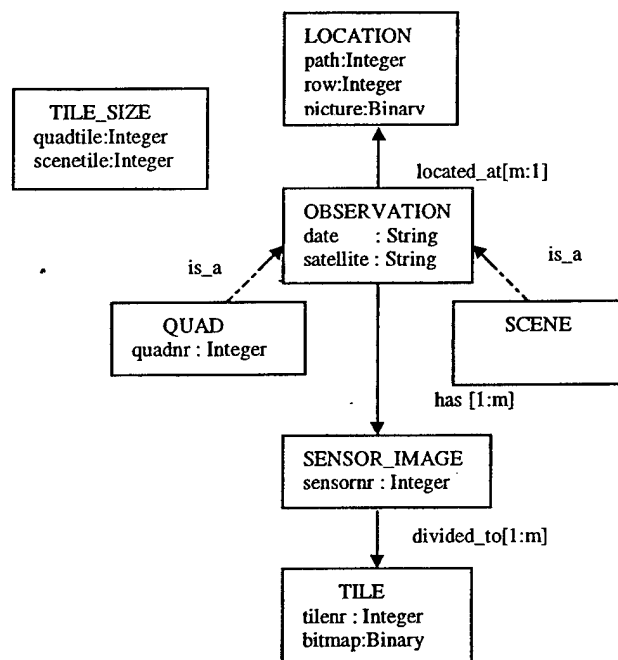 LOCATION
path:Integer
row:Integer
picture:Binary
TILE_SIZE
quadtile:Integer
scenetile:Integer
located_at[m:1]
OBSERVATION
date : String
satellite : String
is_a
is_a
QUAD
quadnr : Integer
SCENE
has [1:m]
SENSOR_IMAGE
sensornr : Integer
divided_to[1:m]
TILE
tilenr : Integer
bitmap:Binary